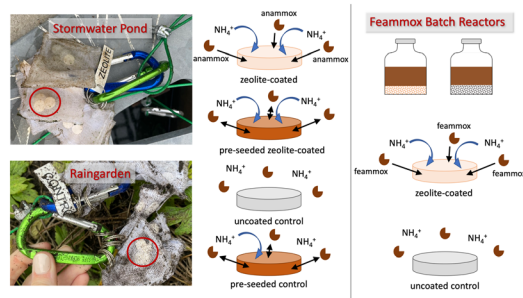 Stormwater Pond
ZEOLITE
Raingarden
CONTR
anammox
NH₄⁺ NH₄⁺
anammox anammox
zeolite-coated
NH₄⁺ NH₄⁺
pre-seeded zeolite-coated
NH₄⁺ NH₄⁺
uncoated control
NH₄⁺ NH₄⁺
pre-seeded control
Feammox Batch Reactors
feammox
NH₄⁺ NH₄⁺
feammox feammox
zeolite-coated
NH₄⁺ NH₄⁺
uncoated control